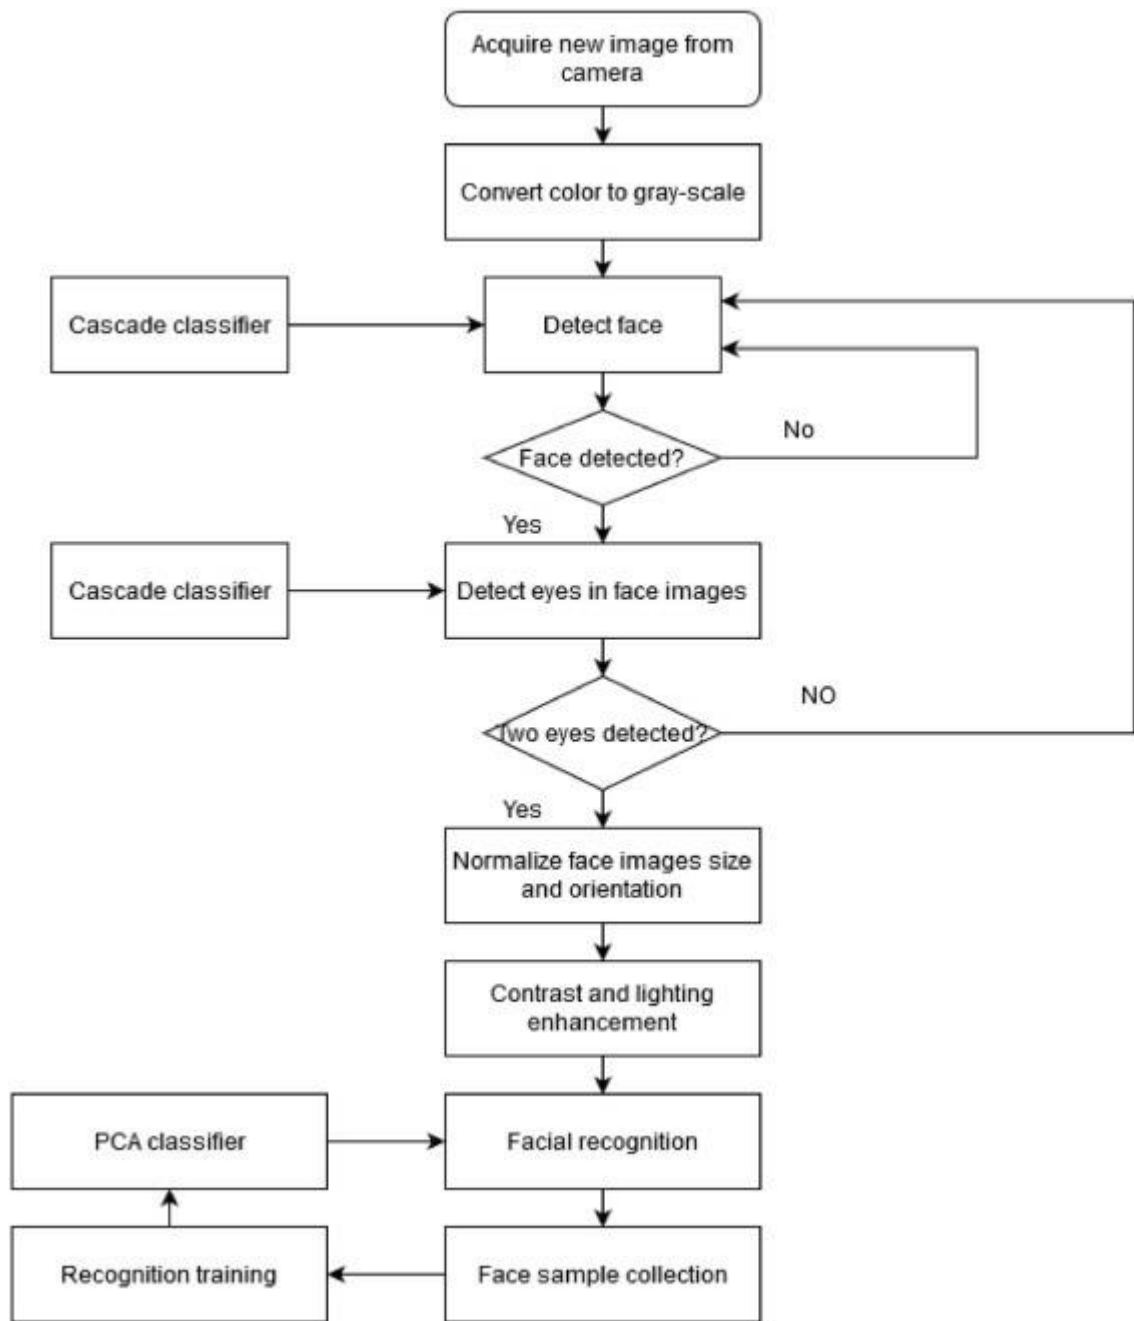 Acquire new image from
camera
Convert color to gray-scale
Cascade classifier
Detect face
No
Face detected?
Yes
Cascade classifier
Detect eyes in face images
NO
Two eyes detected?
Yes
Normalize face images size
and orientation
Contrast and lighting
enhancement
PCA classifier
Facial recognition
Recognition training
Face sample collection